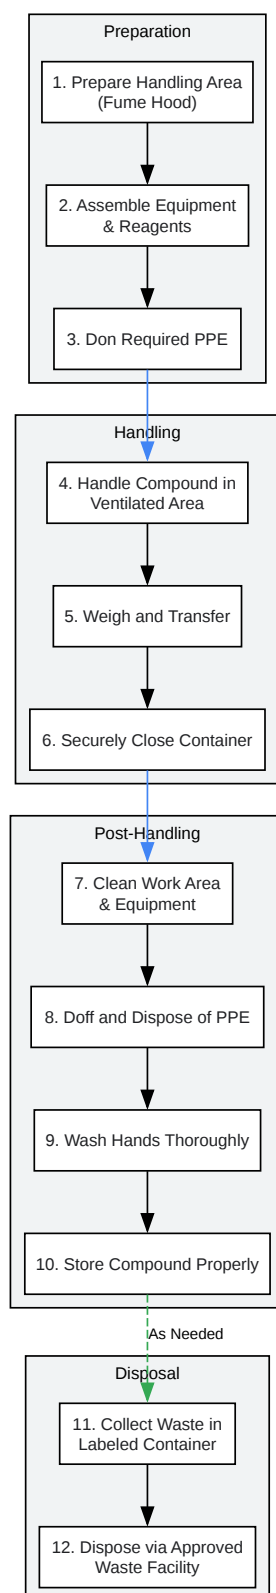 Preparation
1. Prepare Handling Area
(Fume Hood)
2. Assemble Equipment
& Reagents
3. Don Required PPE
Handling
4. Handle Compound in
Ventilated Area
5. Weigh and Transfer
6. Securely Close Container
Post-Handling
7. Clean Work Area
& Equipment
8. Doff and Dispose of PPE
9. Wash Hands Thoroughly
10. Store Compound Properly
As Needed
Disposal
11. Collect Waste in
Labeled Container
12. Dispose via Approved
Waste Facility